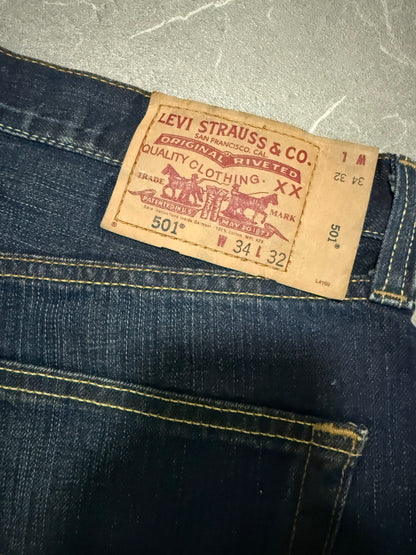 LEVI STRAUSS & CO.
SAN FRANCISCO, CAL.
ORIGINAL RIVETED
QUALITY CLOTHING
XX
TRADE MARK
PATENTED IN U.S. MAY 20 1873
501®
W 34 L 32
W L
34 32
501®